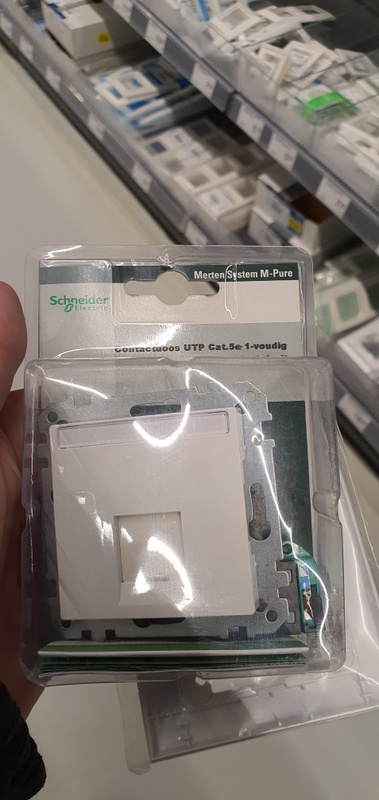 Merten System M-Pure
Schneider
Electric
Contactdoos UTP Cat.5e 1-voudig